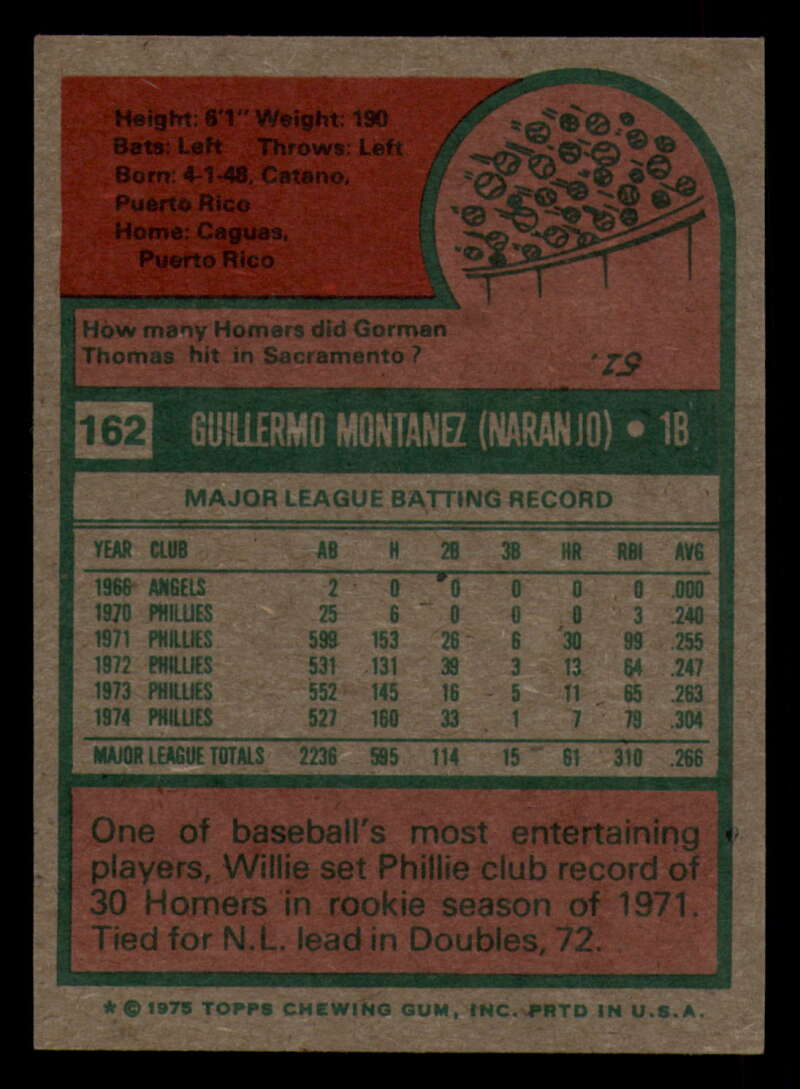 Height: 6'1" Weight: 190
Bats: Left Throws: Left
Born: 4-1-48, Catano,
Puerto Rico
Home: Caguas,
Puerto Rico
How many Homers did Gorman
Thomas hit in Sacramento?
51.
162 GUILLERMO MONTANEZ (NARANJO) • 1B
MAJOR LEAGUE BATTING RECORD
YEAR CLUB AB H 2B 3B HR RBI AVG
1966 ANGELS 2 0 0 0 0 0 .000
1970 PHILLIES 25 6 0 0 0 3 .240
1971 PHILLIES 599 153 26 6 30 99 .255
1972 PHILLIES 531 131 39 3 13 64 .247
1973 PHILLIES 552 145 16 5 11 65 .263
1974 PHILLIES 527 160 33 1 7 79 .304
MAJOR LEAGUE TOTALS 2236 595 114 15 61 310 .266
One of baseball's most entertaining
players, Willie set Phillie club record of
30 Homers in rookie season of 1971.
Tied for N.L. lead in Doubles, 72.
* © 1975 TOPPS CHEWING GUM, INC. PRTD IN U.S.A.